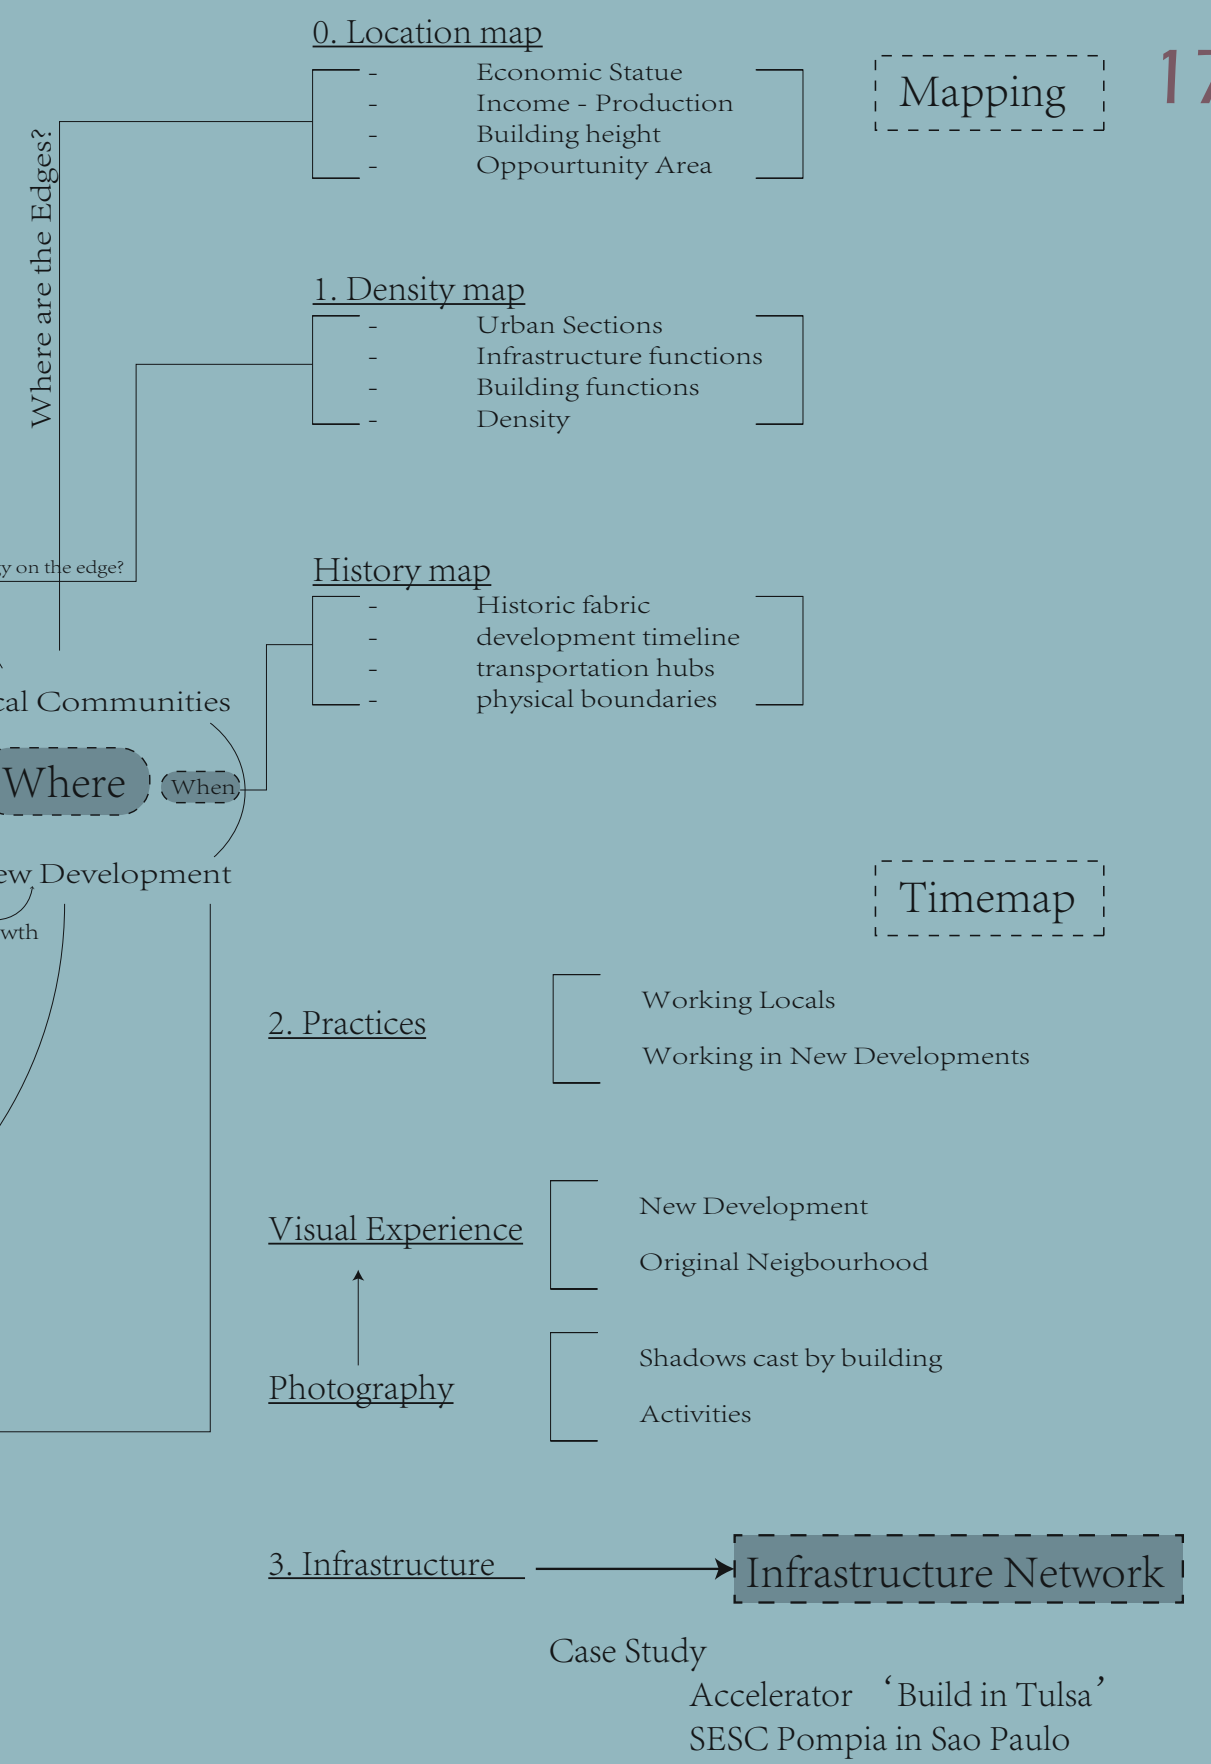 0. Location map
- Economic Statue
- Income - Production
- Building height
- Oppourtunity Area
Mapping
17
Where are the Edges?
1. Density map
- Urban Sections
- Infrastructure functions
- Building functions
- Density
y on the edge?
History map
- Historic fabric
- development timeline
- transportation hubs
- physical boundaries
cal Communities
Where
When
ew Development
wth
Timemap
2. Practices
Working Locals
Working in New Developments
Visual Experience
New Development
Original Neigbourhood
Photography
Shadows cast by building
Activities
3. Infrastructure
Infrastructure Network
Case Study
Accelerator ‘Build in Tulsa’
SESC Pompia in Sao Paulo